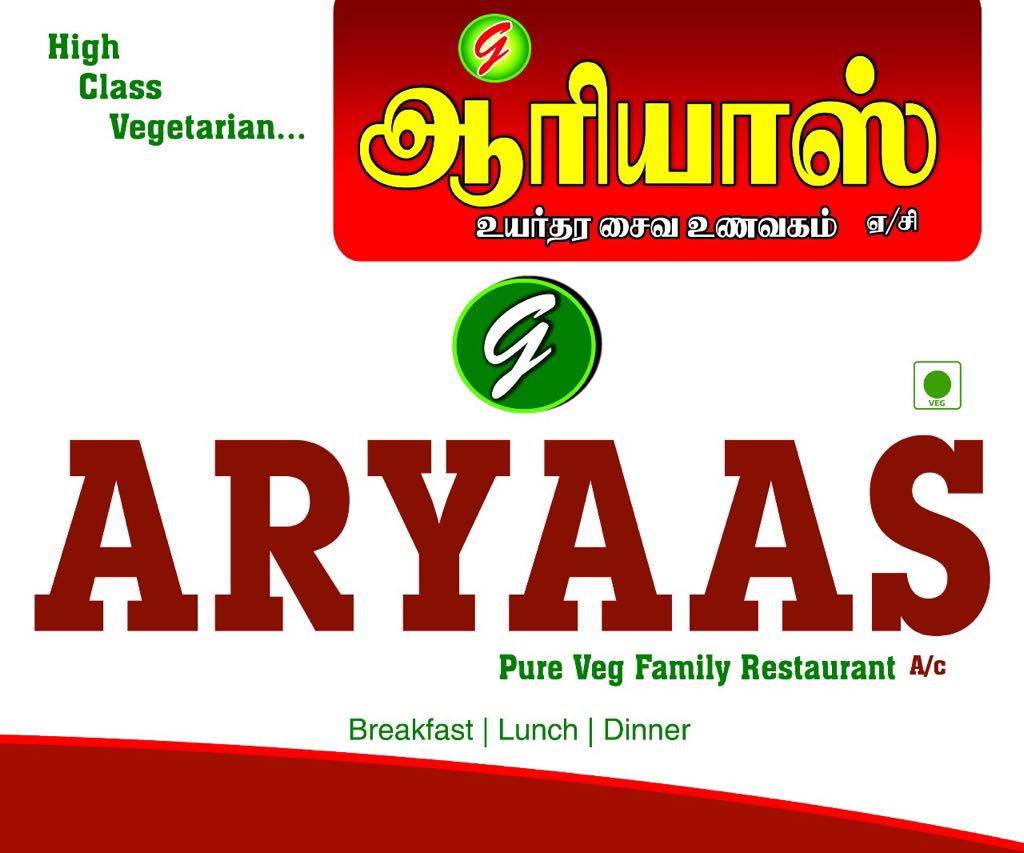 High
Class
Vegetarian...
g
ஆரியாஸ்
உயர்தர சைவ உணவகம் ஏ/சி
g
VEG
ARYAAS
Pure Veg Family Restaurant A/c
Breakfast | Lunch | Dinner